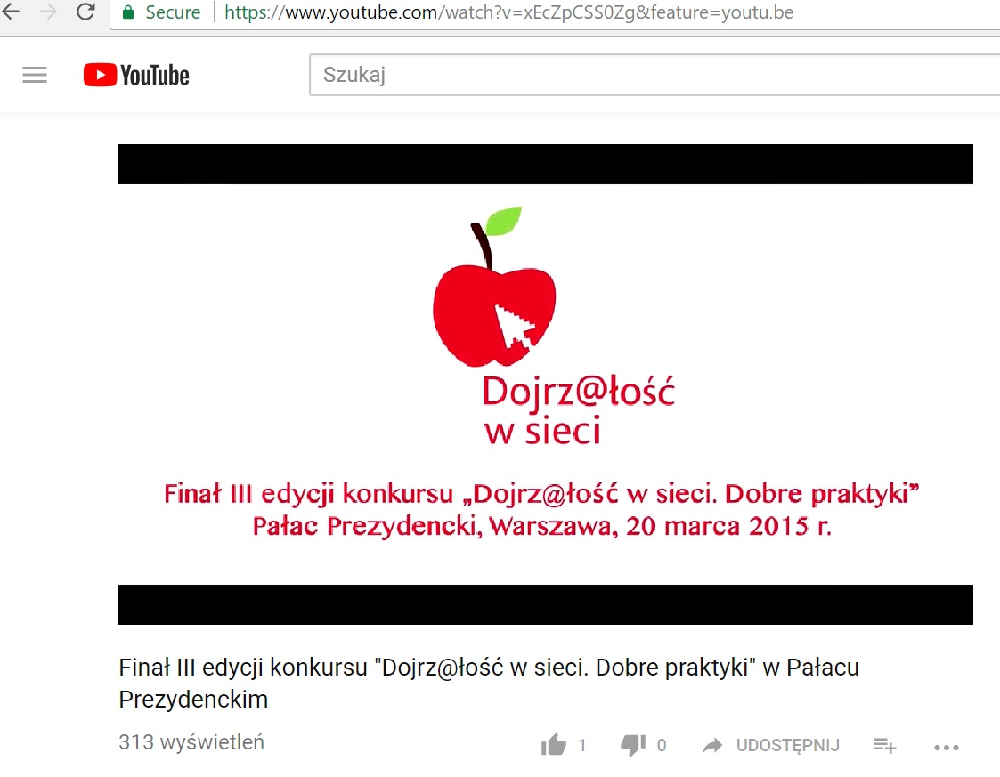 Secure https://www.youtube.com/watch?v=xEcZpCSS0Zg&feature=youtu.be
YouTube
Szukaj
Dojrz@łość
w sieci
Finał III edycji konkursu „Dojrz@łość w sieci. Dobre praktyki”
Pałac Prezydencki, Warszawa, 20 marca 2015 r.
Finał III edycji konkursu "Dojrz@łość w sieci. Dobre praktyki" w Pałacu
Prezydenckim
313 wyświetleń
1 0 UDOSTĘPNIJ